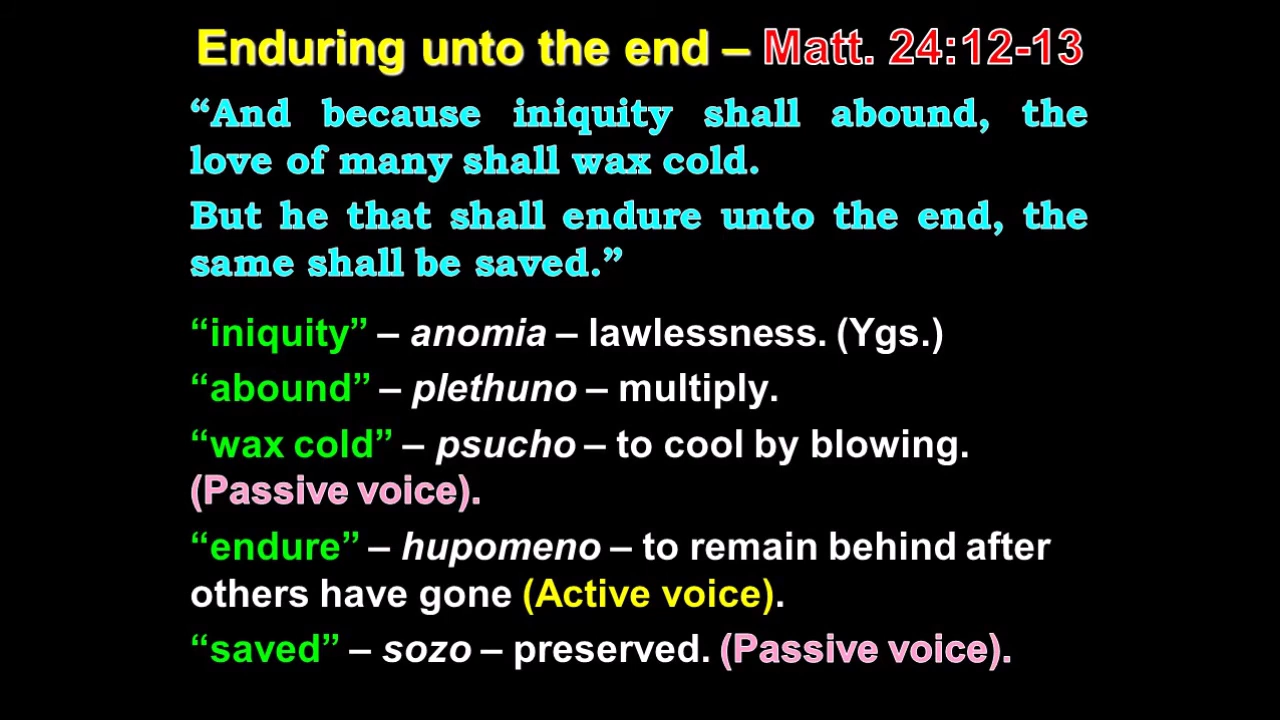 Enduring unto the end – Matt. 24:12-13
“And because iniquity shall abound, the
love of many shall wax cold.
But he that shall endure unto the end, the
same shall be saved.”
“iniquity” – anomia – lawlessness. (Ygs.)
“abound” – plethuno – multiply.
“wax cold” – psucho – to cool by blowing.
(Passive voice).
“endure” – hupomeno – to remain behind after
others have gone (Active voice).
“saved” – sozo – preserved. (Passive voice).